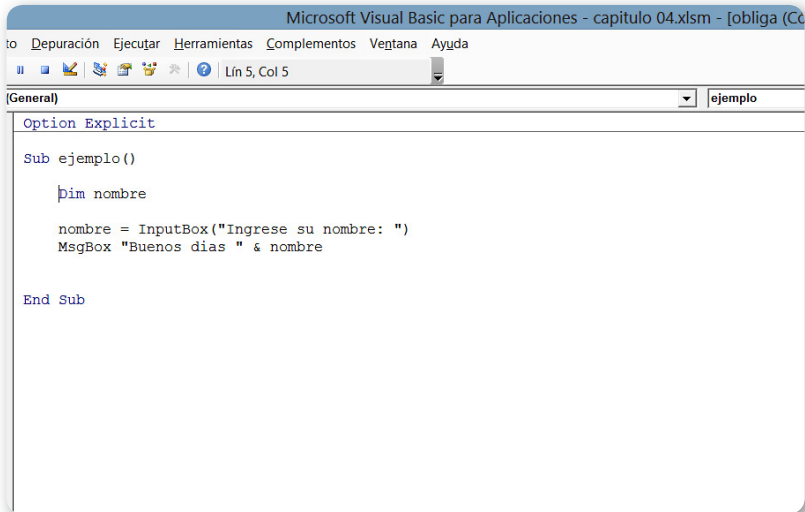 Microsoft Visual Basic para Aplicaciones - capitulo 04.xlsm - [obliga (Co
to Depuración Ejecutar Herramientas Complementos Ventana Ayuda
Lín 5, Col 5
(General) ejemplo
Option Explicit
Sub ejemplo()
Dim nombre
nombre = InputBox("Ingrese su nombre: ")
MsgBox "Buenos dias " & nombre
End Sub